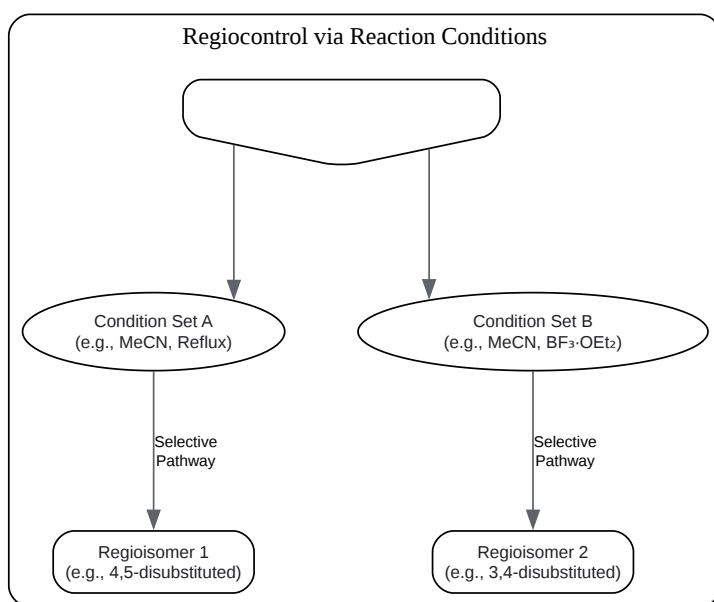 Regiocontrol via Reaction Conditions
Condition Set A
(e.g., MeCN, Reflux)
Condition Set B
(e.g., MeCN, BF₃·OEt₂)
Selective
Pathway
Selective
Pathway
Regioisomer 1
(e.g., 4,5-disubstituted)
Regioisomer 2
(e.g., 3,4-disubstituted)